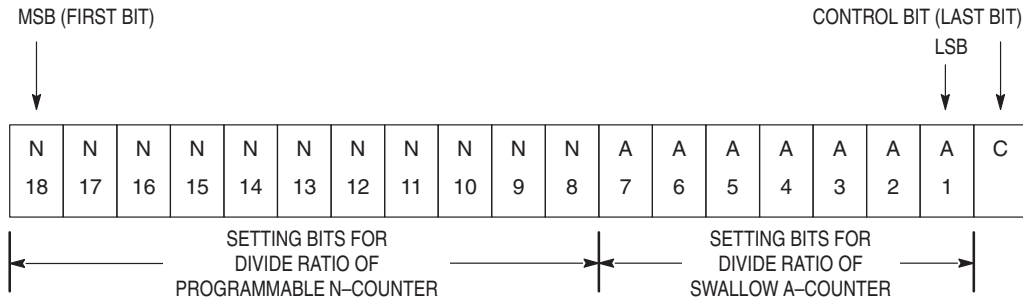 MSB (FIRST BIT)
CONTROL BIT (LAST BIT)
LSB
N N N N N N N N N N N A A A A A A A C
18 17 16 15 14 13 12 11 10 9 8 7 6 5 4 3 2 1
SETTING BITS FOR
DIVIDE RATIO OF
PROGRAMMABLE N–COUNTER
SETTING BITS FOR
DIVIDE RATIO OF
SWALLOW A–COUNTER